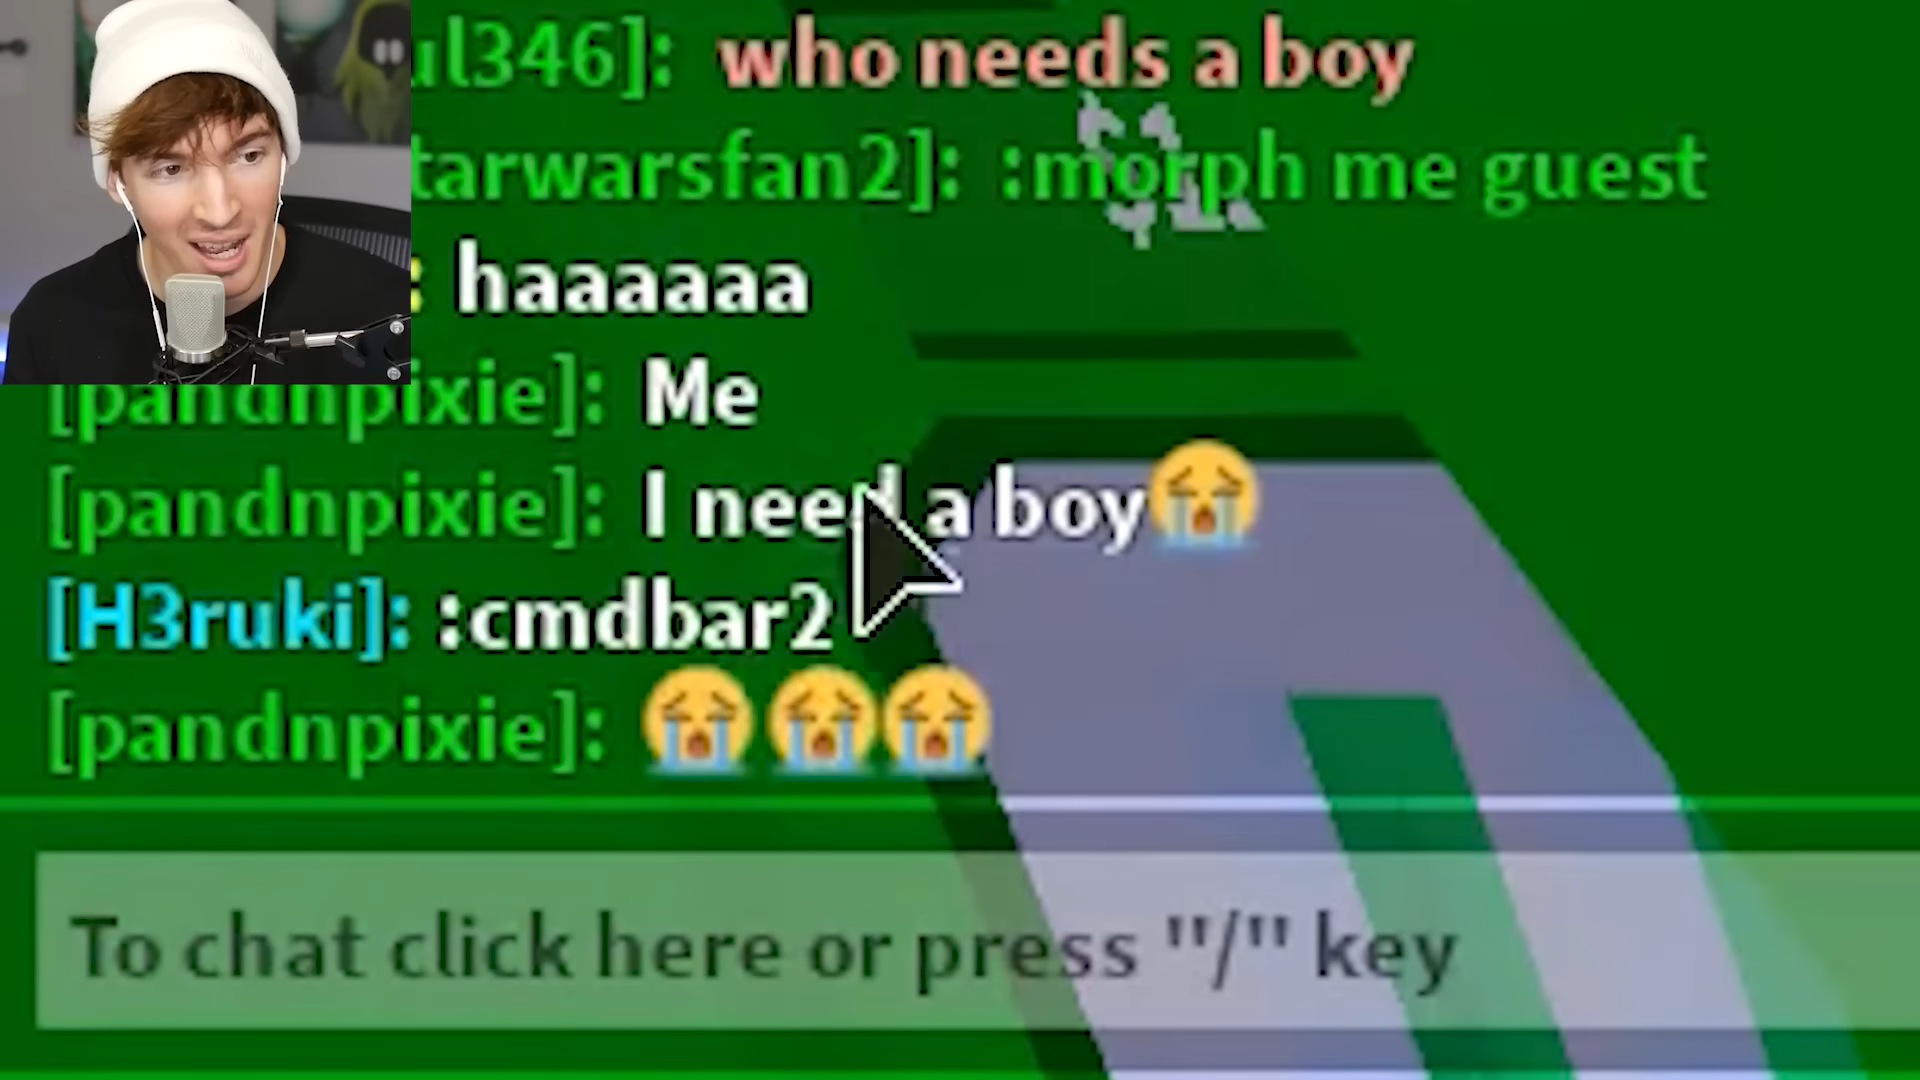 ul346]: who needs a boy
tarwarsfan2]: :morph me guest
: haaaaaa
[pandnpixie]: Me
[pandnpixie]: I need a boy😭
[H3ruki]: :cmdbar2
[pandnpixie]: 😭😭😭
To chat click here or press "/" key